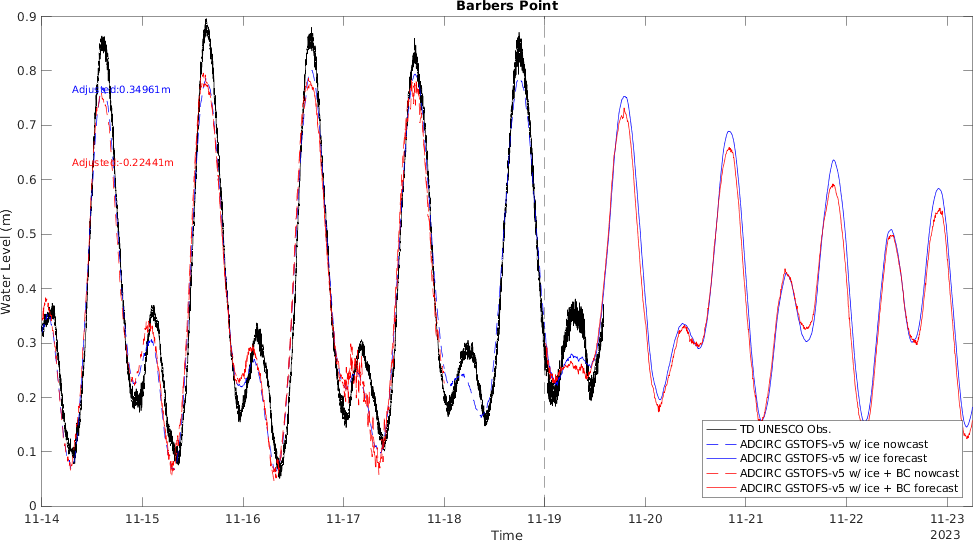 Barbers Point
0.9
0.8
0.7
0.6
0.5
0.4
0.3
0.2
0.1
0
Water Level (m)
Adjusted:0.34961m
Adjusted:-0.22441m
TD UNESCO Obs.
ADCIRC GSTOFS-v5 w/ ice nowcast
ADCIRC GSTOFS-v5 w/ ice forecast
ADCIRC GSTOFS-v5 w/ ice + BC nowcast
ADCIRC GSTOFS-v5 w/ ice + BC forecast
11-14 11-15 11-16 11-17 11-18 11-19 11-20 11-21 11-22 11-23
Time
2023